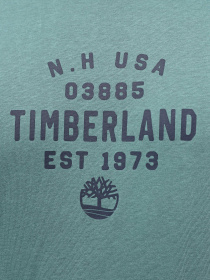 N.H USA
03885
TIMBERLAND
EST 1973